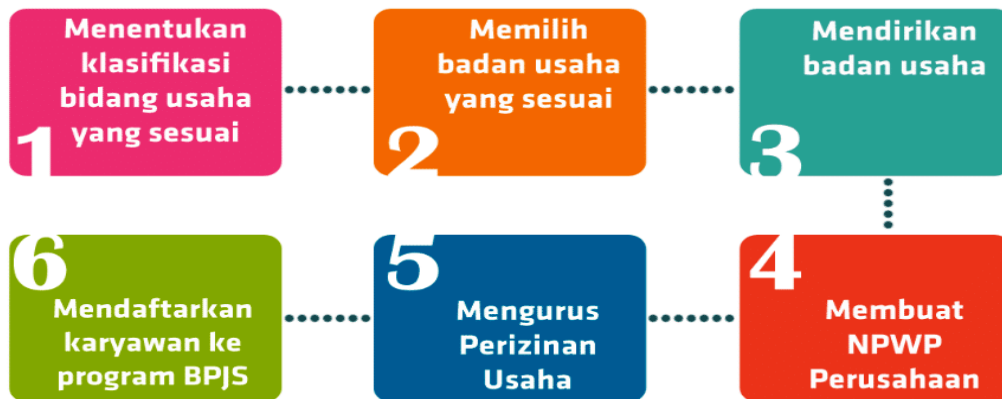 1
Menentukan
klasifikasi
bidang usaha
yang sesuai
2
Memilih
badan usaha
yang sesuai
3
Mendirikan
badan usaha
4
Membuat
NPWP
Perusahaan
5
Mengurus
Perizinan
Usaha
6
Mendaftarkan
karyawan ke
program BPJS